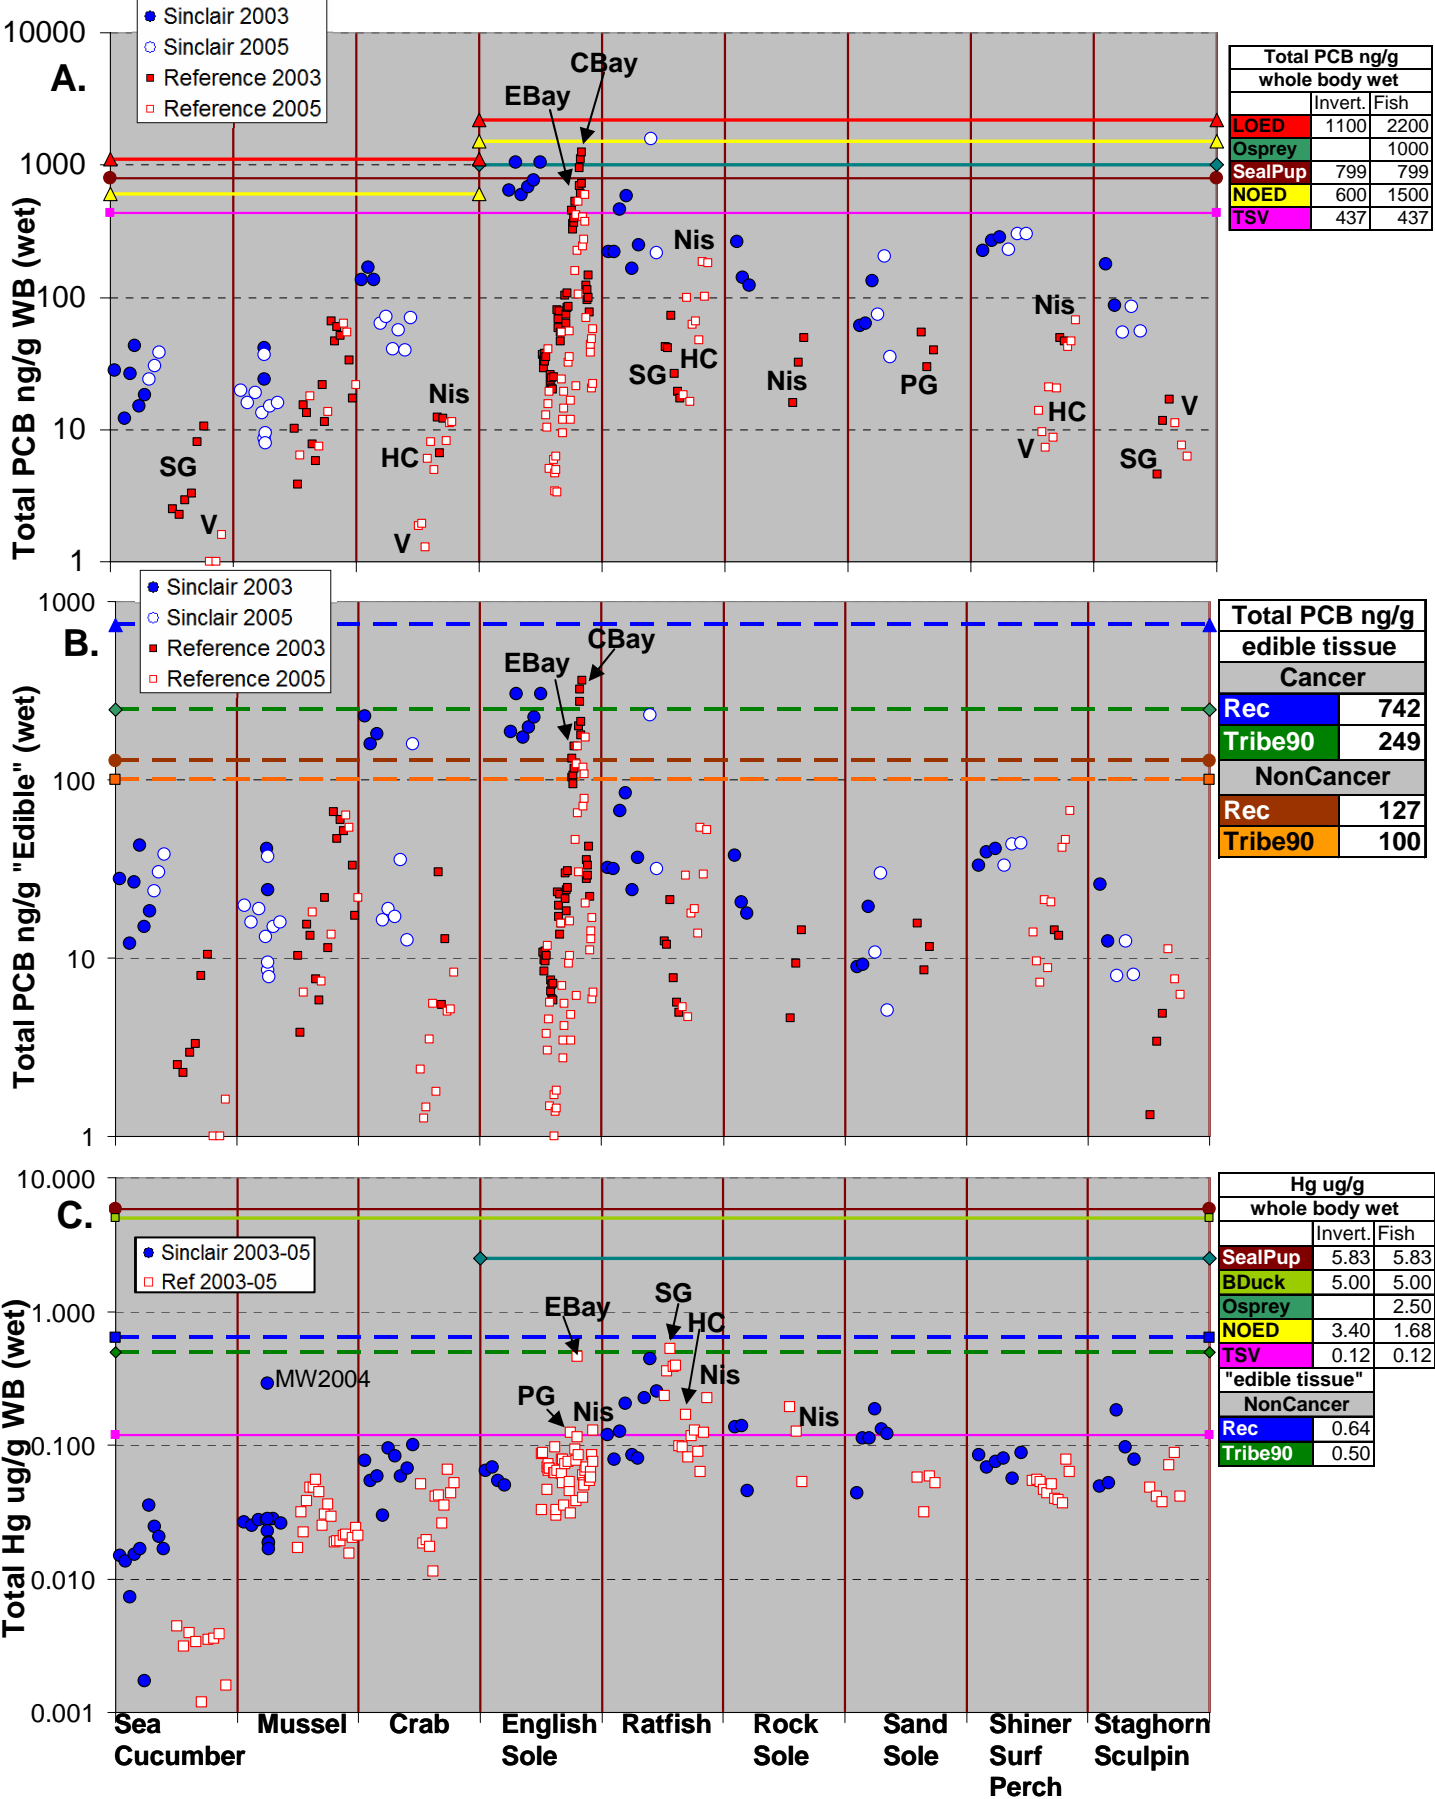 Sinclair 2003
Sinclair 2005
Reference 2003
Reference 2005
A.
Total PCB ng/g WB (wet)
10000
1000
100
10
1
CBay
EBay
Nis
SG
HC
Nis
PG
Nis
HC
V
V
SG
SG
V
HC
Nis
V
Total PCB ng/g
whole body wet
Invert. Fish
LOED 1100 2200
Osprey 1000
SealPup 799 799
NOED 600 1500
TSV 437 437
Sinclair 2003
Sinclair 2005
Reference 2003
Reference 2005
B.
Total PCB ng/g "Edible" (wet)
1000
100
10
1
CBay
EBay
Total PCB ng/g
edible tissue
Cancer
Rec 742
Tribe90 249
NonCancer
Rec 127
Tribe90 100
C.
Total Hg ug/g WB (wet)
10.000
1.000
0.100
0.010
0.001
Sinclair 2003-05
Ref 2003-05
MW2004
EBay
SG
HC
Nis
PG
Nis
Nis
Hg ug/g
whole body wet
Invert. Fish
SealPup 5.83 5.83
BDuck 5.00 5.00
Osprey 2.50
NOED 3.40 1.68
TSV 0.12 0.12
"edible tissue"
NonCancer
Rec 0.64
Tribe90 0.50
Sea Cucumber
Mussel
Crab
English Sole
Ratfish
Rock Sole
Sand Sole
Shiner Surf Perch
Staghorn Sculpin